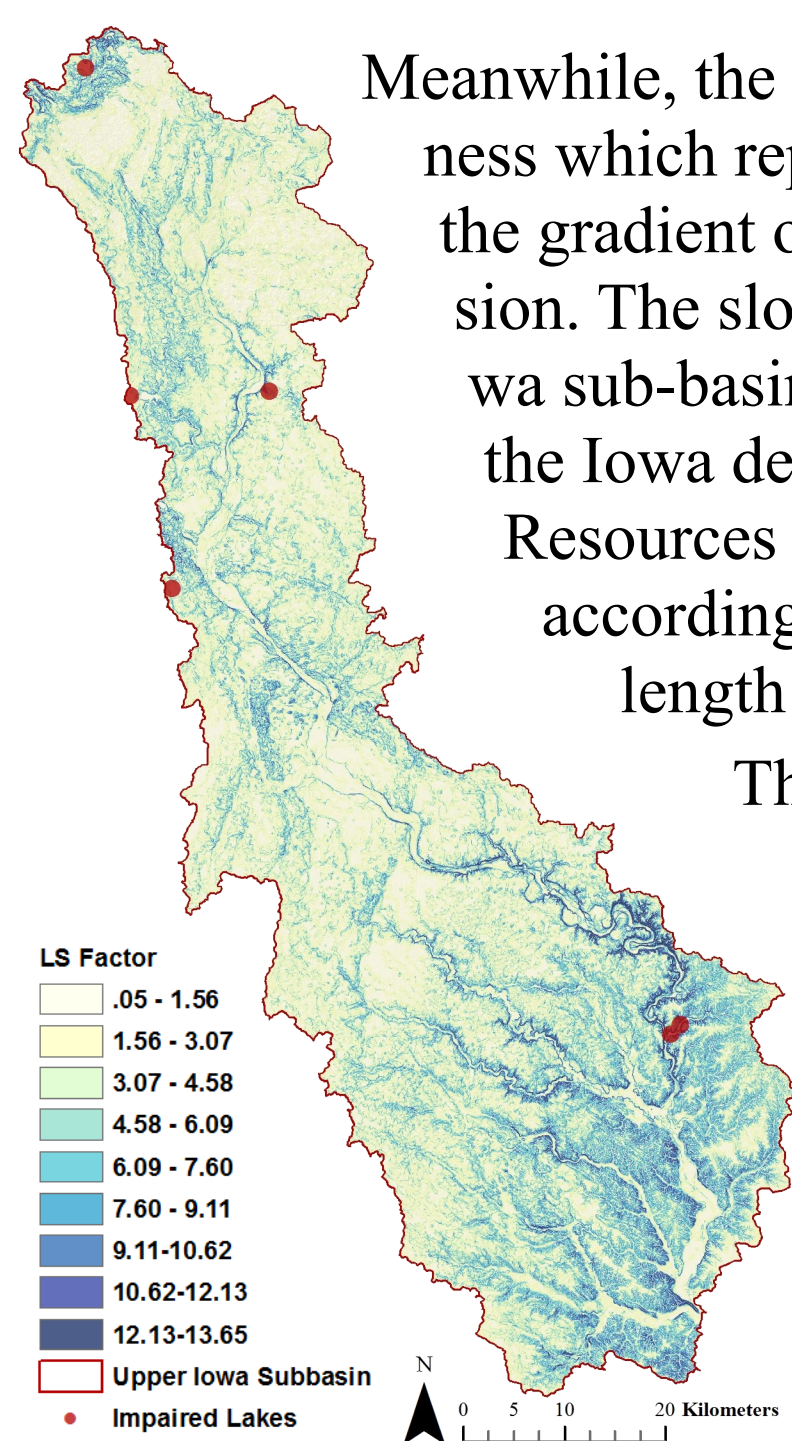 Meanwhile, the
ness which rep
the gradient o
sion. The slo
wa sub-basin
the Iowa de
Resources
according
length
Th
LS Factor
.05 - 1.56
1.56 - 3.07
3.07 - 4.58
4.58 - 6.09
6.09 - 7.60
7.60 - 9.11
9.11-10.62
10.62-12.13
12.13-13.65
Upper Iowa Subbasin
Impaired Lakes
N
0 5 10 20 Kilometers